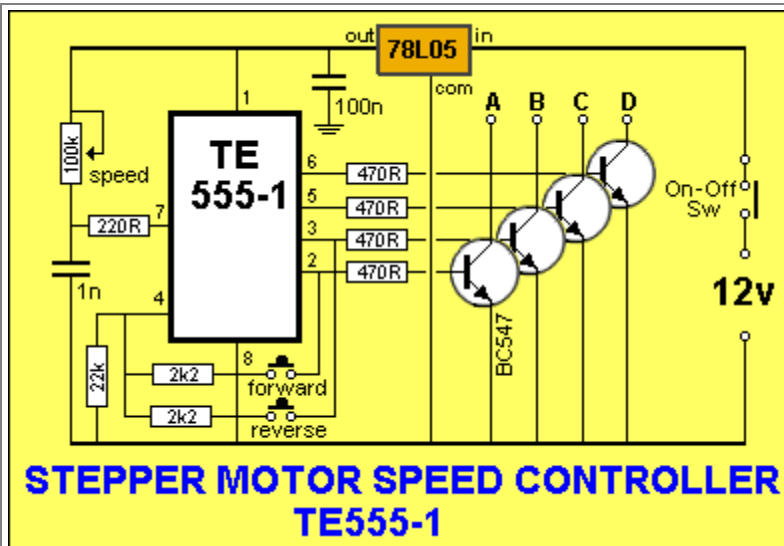 out
78L05
in
com
100n
1
TE
555-1
100k
speed
220R
7
1n
4
22k
2k2
2k2
8
forward
reverse
6
5
3
2
470R
470R
470R
470R
A
B
C
D
BC547
On-Off
Sw
12v
STEPPER MOTOR SPEED CONTROLLER
TE555-1